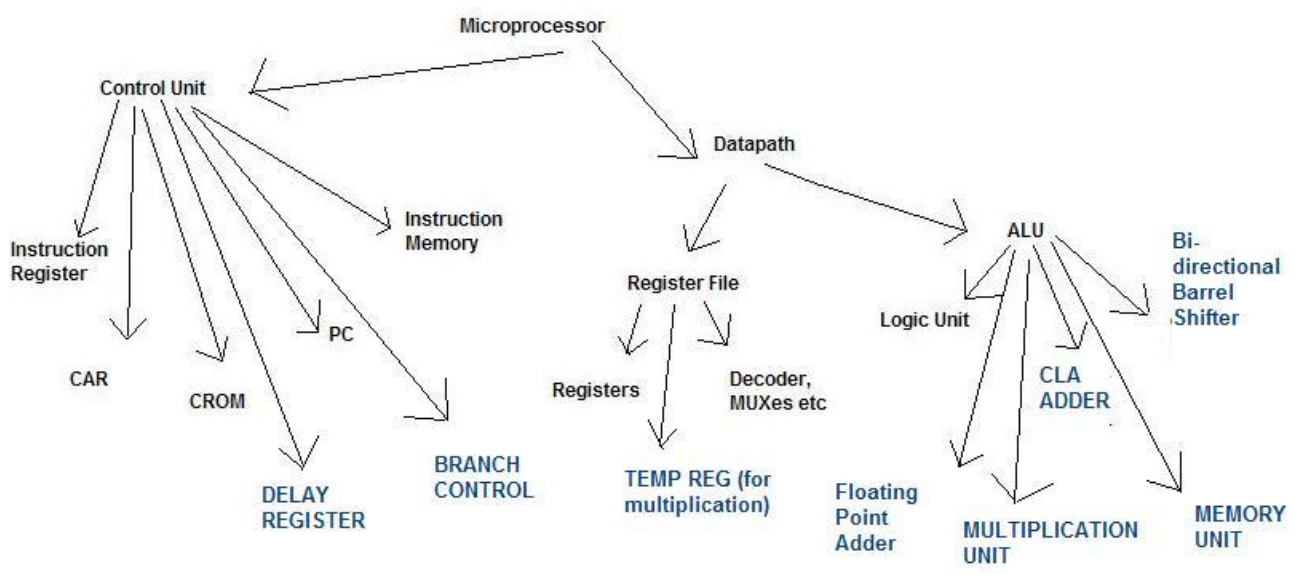 Microprocessor
Control Unit
Datapath
Instruction
Memory
Instruction
Register
ALU
Bi-
directional
Barrel
Shifter
Register File
Logic Unit
PC
CAR
CROM
Registers
Decoder,
MUXes etc
CLA
ADDER
BRANCH
CONTROL
DELAY
REGISTER
TEMP REG (for
multiplication)
Floating
Point
Adder
MULTIPLICATION
UNIT
MEMORY
UNIT